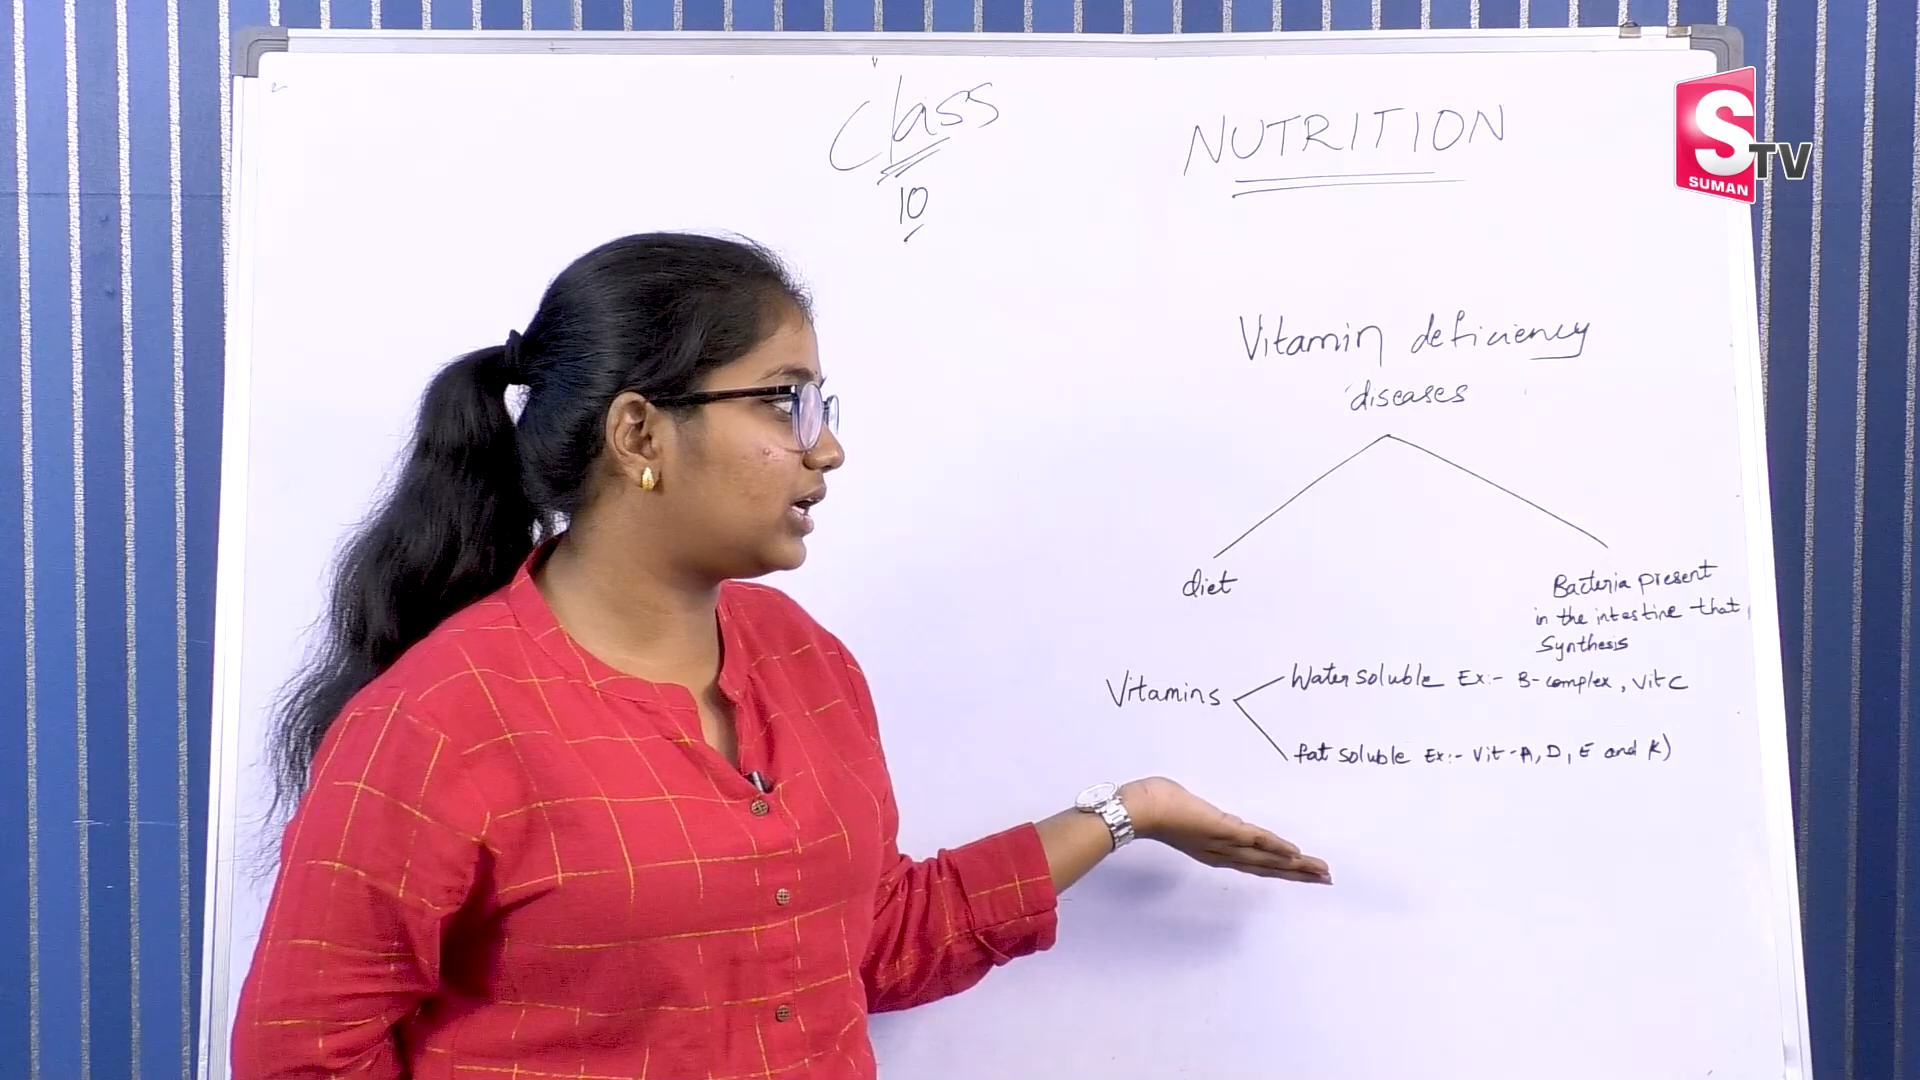 Class
10
NUTRITION
S TV
SUMAN
Vitamin deficiency
diseases
diet
Bacteria present
in the intestine that
Synthesis
Vitamins
Water soluble Ex:- B-complex, Vit C
fat soluble Ex:- Vit-A, D, E and K)